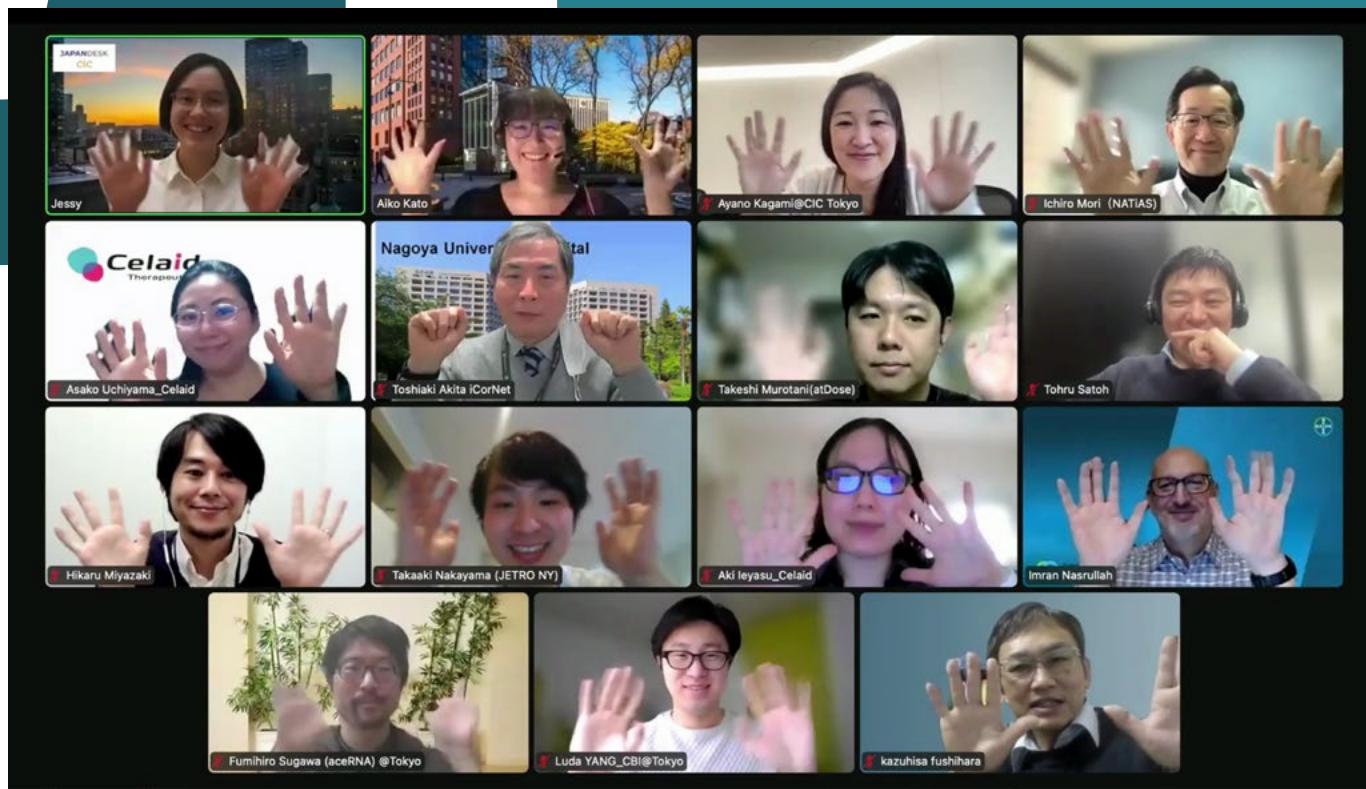 JAPANDESK
CIC
Jessy
Aiko Kato
Ayano Kagami@CIC Tokyo
Ichiro Mori (NATiAS)
Celaid
Therapeu
Asako Uchiyama_Celaid
Nagoya Univer tal
Toshiaki Akita iCorNet
Takeshi Murotani(atDose)
Tohru Satoh
Hikaru Miyazaki
Takaaki Nakayama (JETRO NY)
Aki Ieyasu_Celaid
Imran Nasrullah
Fumihiro Sugawa (aceRNA) @Tokyo
Luda YANG_CBI@Tokyo
kazuhisa fushihara